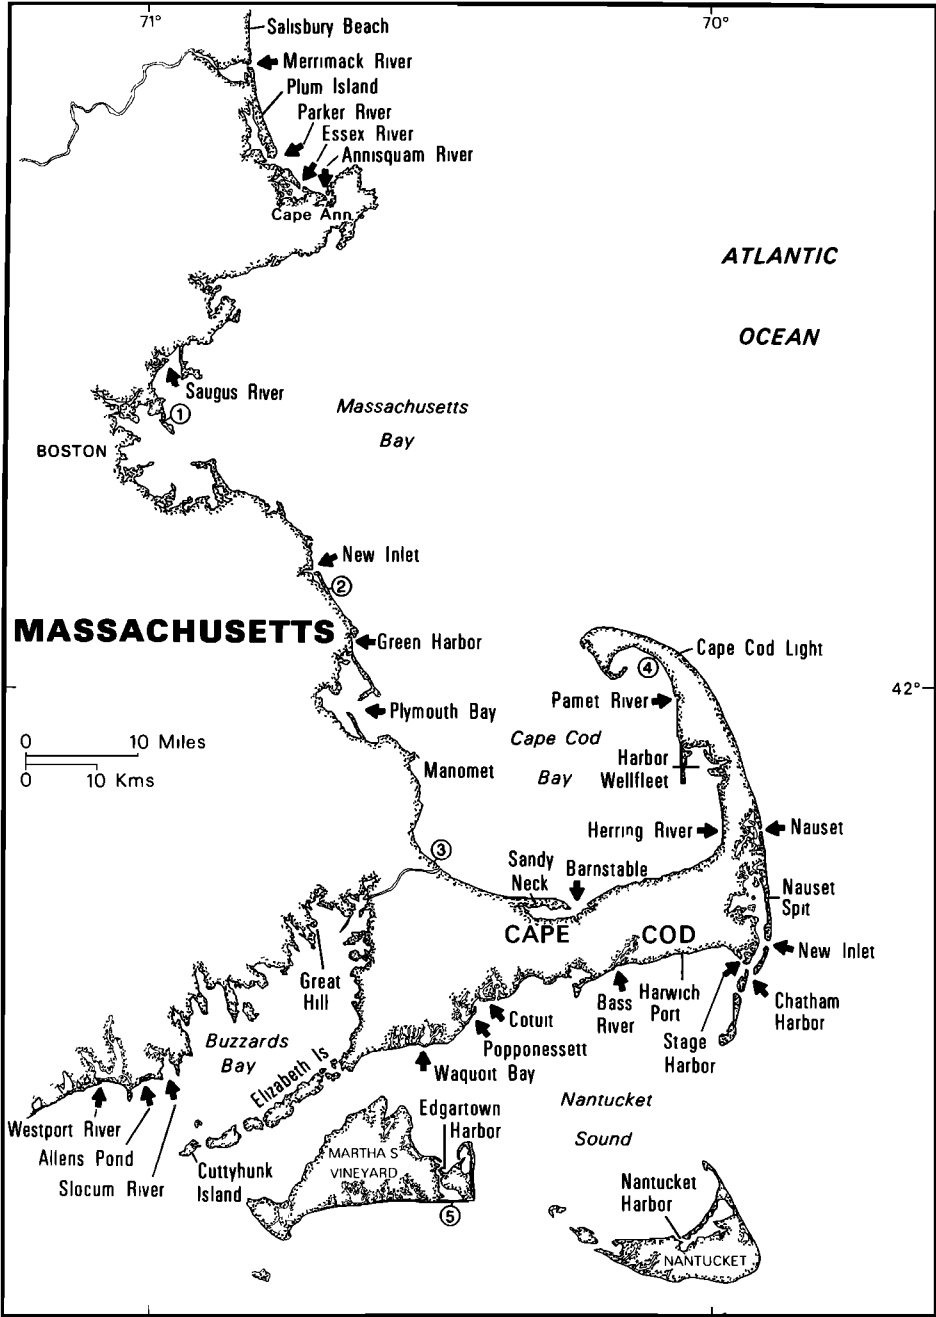 71°
70°
Salisbury Beach
Merrimack River
Plum Island
Parker River
Essex River
Annisquam River
Cape Ann
ATLANTIC
OCEAN
Saugus River
1
Massachusetts
Bay
BOSTON
New Inlet
2
MASSACHUSETTS
Green Harbor
Cape Cod Light
4
42°
Pamet River
Plymouth Bay
Cape Cod
Bay
0 10 Miles
0 10 Kms
Manomet
Harbor
Wellfleet
Herring River
Nauset
3
Sandy
Neck
Barnstable
Nauset
Spit
CAPE COD
New Inlet
Great
Hill
Harwich
Port
Bass
River
Chatham
Harbor
Stage
Harbor
Cotuit
Popponessett
Waquoit Bay
Buzzards
Bay
Elizabeth Is
Nantucket
Sound
Edgartown
Harbor
Westport River
Allens Pond
Slocum River
Cuttyhunk
Island
MARTHA S
VINEYARD
5
Nantucket
Harbor
NANTUCKET